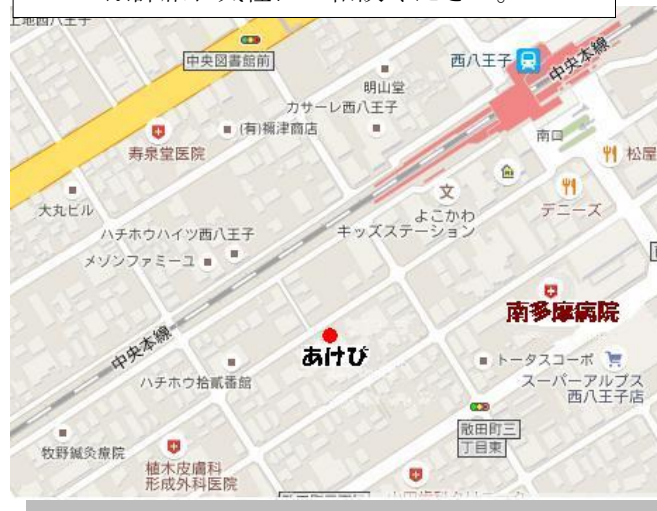 上地西八王子
中央図書館前
西八王子
中央本線
明山堂
カサーレ西八王子
(有)禰津商店
南口
寿泉堂医院
松屋
大丸ビル
よこかわ
キッズステーション
デニーズ
ハチホウハイツ西八王子
メゾンファミーユ
南多摩病院
中央本線
あけび
トータスコーポ
ハチホウ拾貳番館
スーパーアルプス
西八王子店
散田町三
丁目東
牧野鍼灸療院
植木皮膚科
形成外科医院